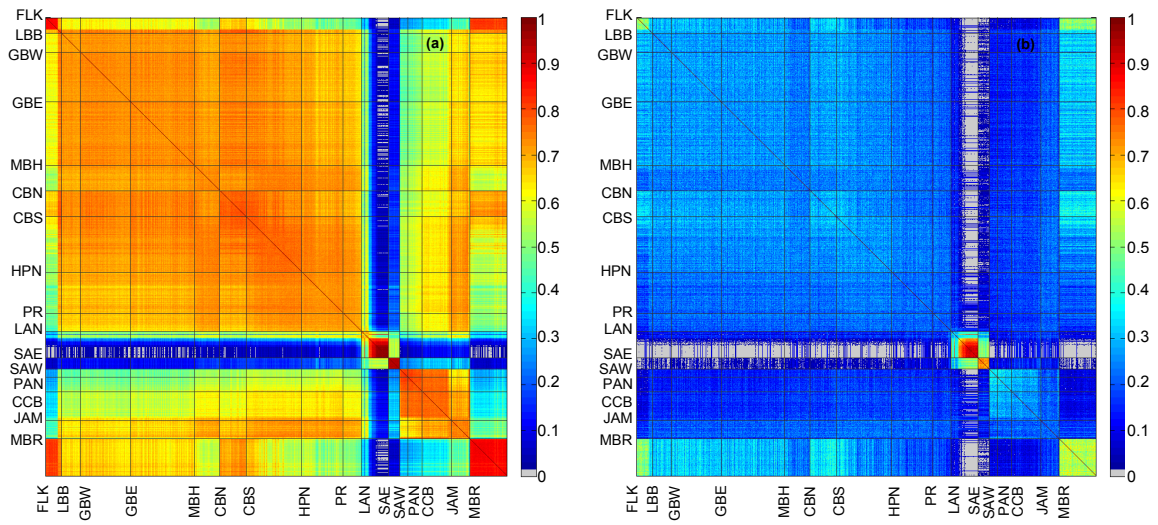 FLK
LBB
GBW
GBE
MBH
CBN
CBS
HPN
PR
LAN
SAE
SAW
PAN
CCB
JAM
MBR
(a)
1
0.9
0.8
0.7
0.6
0.5
0.4
0.3
0.2
0.1
0
FLK LBB GBW GBE MBH CBN CBS HPN PR LAN SAE SAW PAN CCB JAM MBR
FLK
LBB
GBW
GBE
MBH
CBN
CBS
HPN
PR
LAN
SAE
SAW
PAN
CCB
JAM
MBR
(b)
1
0.9
0.8
0.7
0.6
0.5
0.4
0.3
0.2
0.1
0
FLK LBB GBW GBE MBH CBN CBS HPN PR LAN SAE SAW PAN CCB JAM MBR